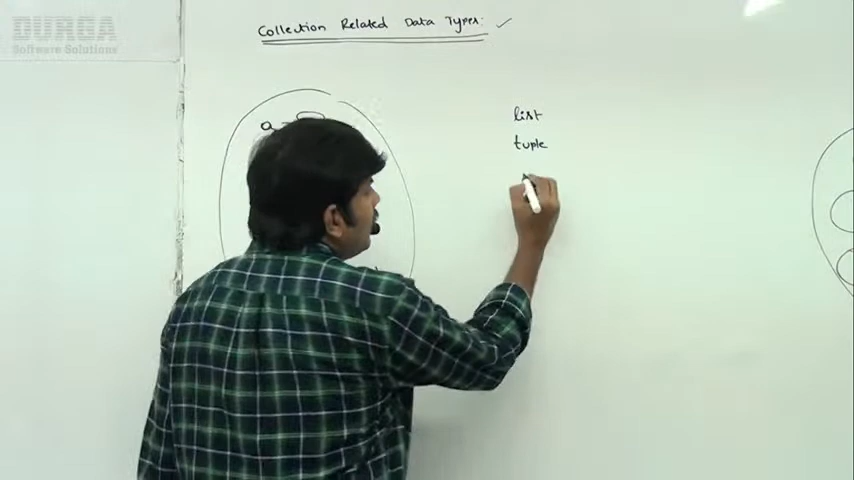 DURGA
Software Solutions
Collection Related Data Types: ✓
a =
list
tuple